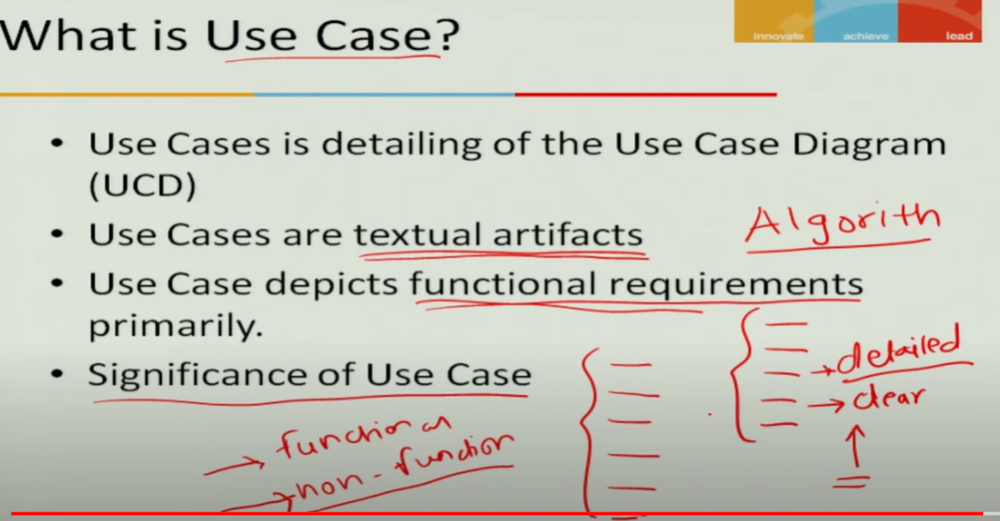 What is Use Case?
innovate achieve lead
• Use Cases is detailing of the Use Case Diagram
(UCD)
• Use Cases are textual artifacts
Algorith
• Use Case depicts functional requirements
primarily.
detailed
• Significance of Use Case
clear
functional
non-function